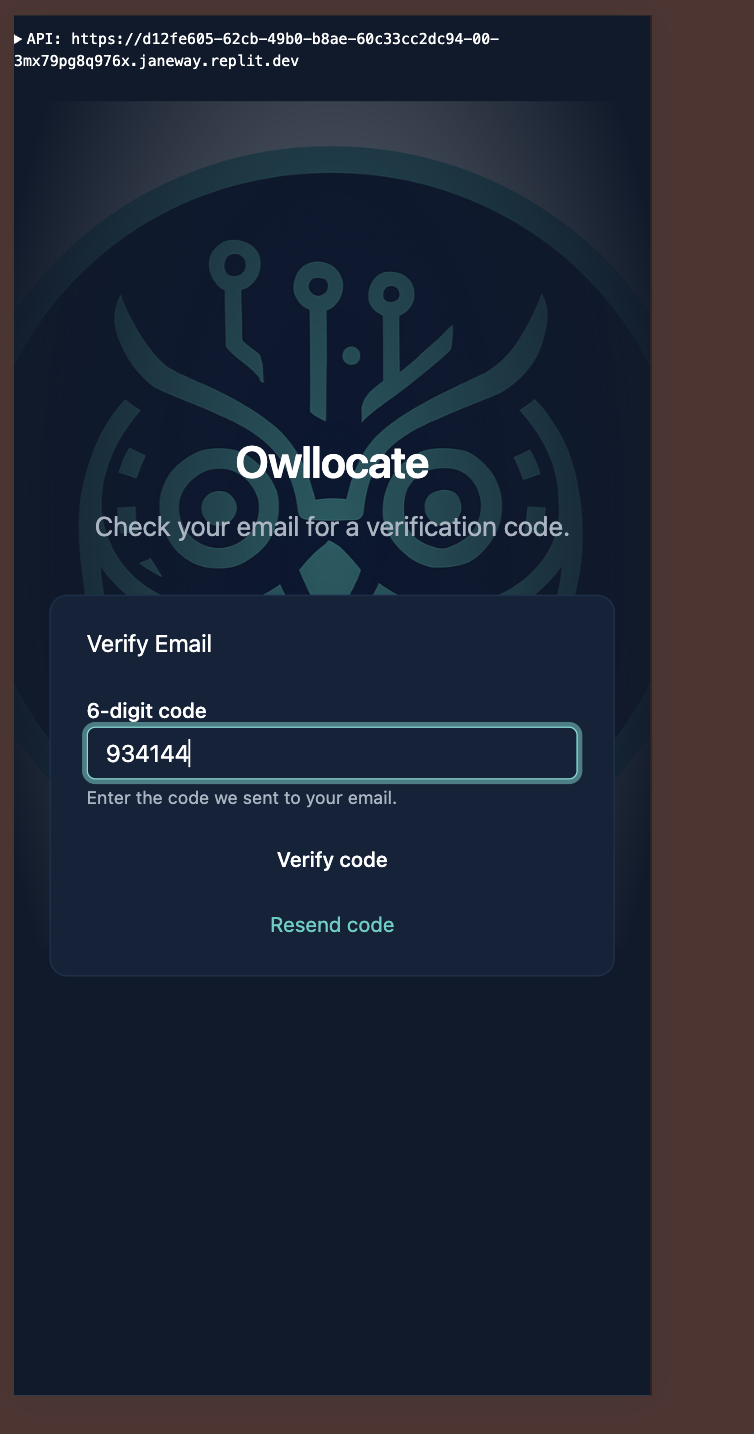 ▶ API: https://d12fe605-62cb-49b0-b8ae-60c33cc2dc94-00-
3mx79pg8q976x.janeway.replit.dev
Owllocate
Check your email for a verification code.
Verify Email
6-digit code
934144
Enter the code we sent to your email.
Verify code
Resend code